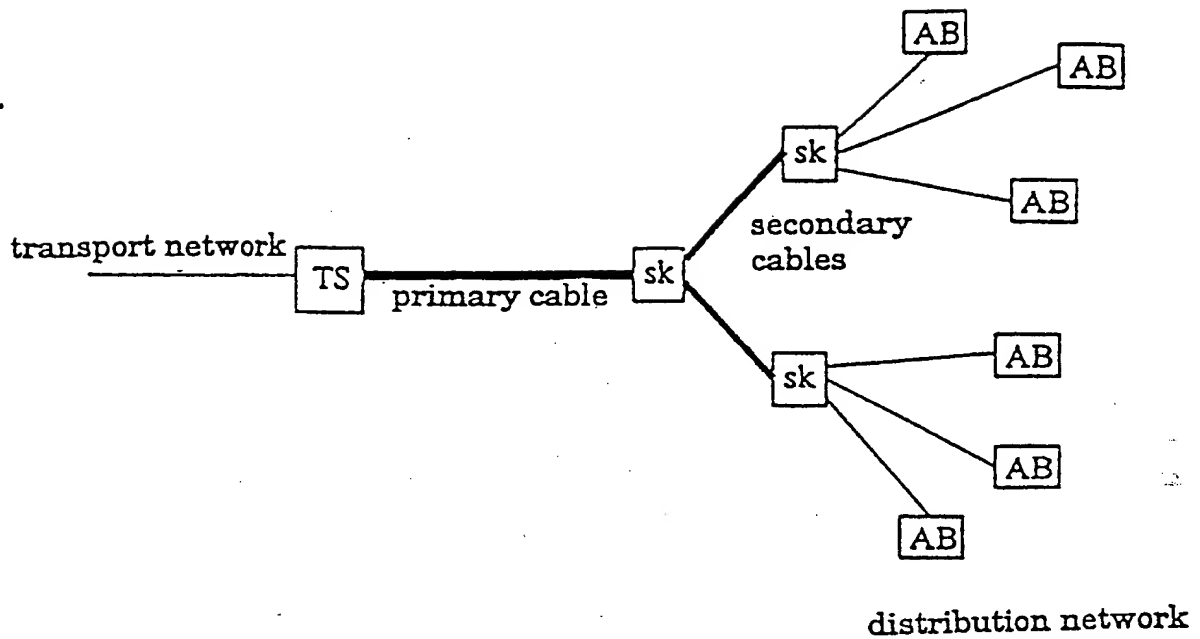 AB
AB
sk
AB
secondary
cables
transport network
TS
primary cable
sk
AB
sk
AB
AB
distribution network